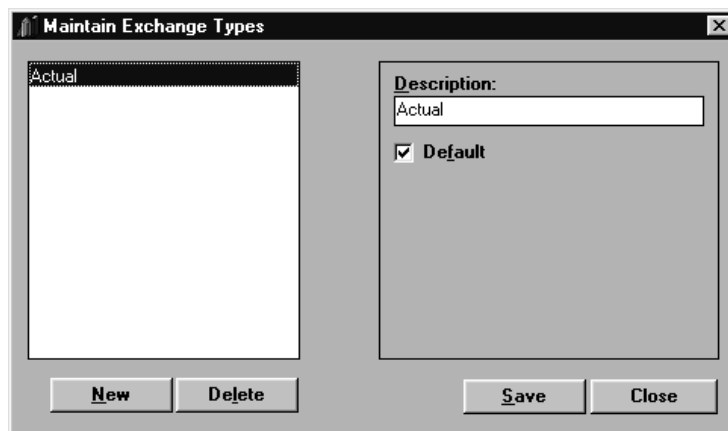 Maintain Exchange Types
Actual
Description:
Actual
Default
New
Delete
Save
Close